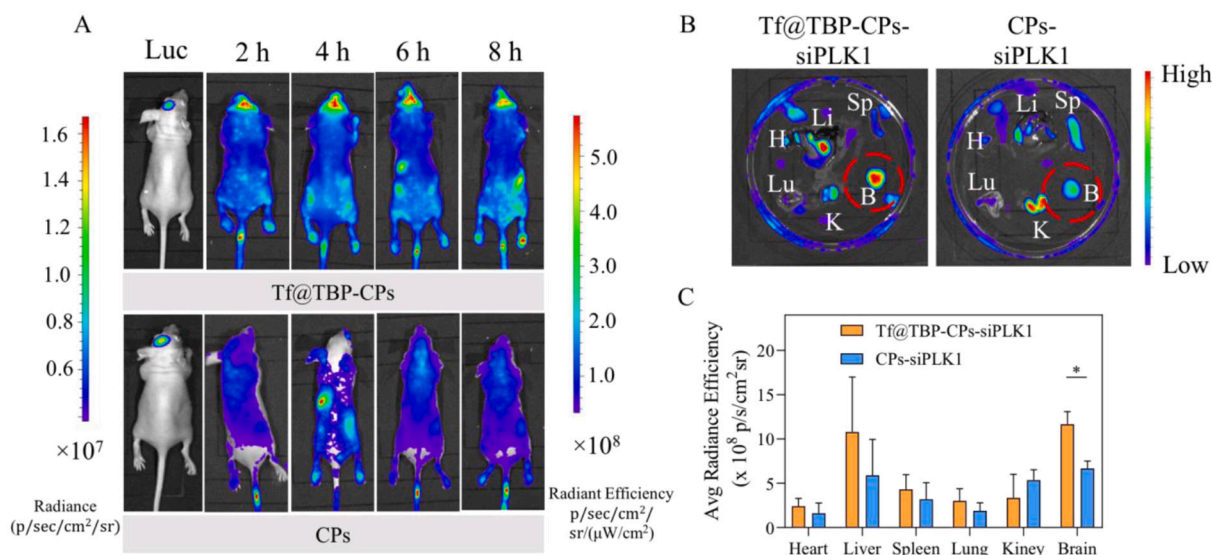 A
Luc
2 h
4 h
6 h
8 h
1.6
1.4
1.2
1.0
0.8
0.6
×10⁷
Radiance
(p/sec/cm²/sr)
Tf@TBP-CPs
CPs
5.0
4.0
3.0
2.0
1.0
×10⁸
Radiant Efficiency
p/sec/cm²/
sr/(μW/cm²)
B
Tf@TBP-CPs-
siPLK1
CPs-
siPLK1
H
Li
Sp
Lu
K
B
H
Li
Sp
Lu
K
B
High
Low
C
Avg Radiance Efficiency
(x 10⁸ p/s/cm² sr)
20
15
10
5
0
Tf@TBP-CPs-siPLK1
CPs-siPLK1
*
Heart Liver Spleen Lung Kiney Brain